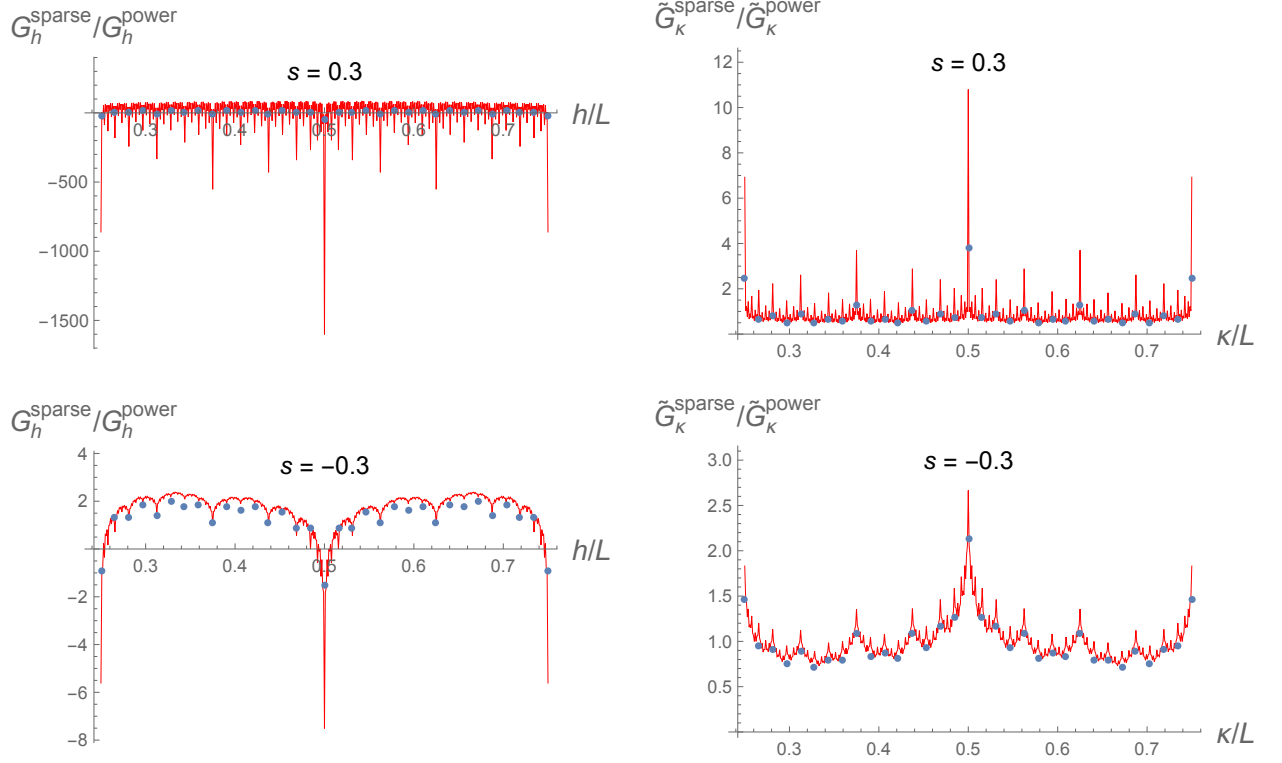 G_h^sparse/G_h^power
s = 0.3
h/L
0.3 0.4 0.5 0.6 0.7
−500
−1000
−1500
G̃_κ^sparse/G̃_κ^power
s = 0.3
12
10
8
6
4
2
0.3 0.4 0.5 0.6 0.7
κ/L
G_h^sparse/G_h^power
s = −0.3
4
2
h/L
0.3 0.4 0.5 0.6 0.7
−2
−4
−6
−8
G̃_κ^sparse/G̃_κ^power
s = −0.3
3.0
2.5
2.0
1.5
1.0
0.5
0.3 0.4 0.5 0.6 0.7
κ/L